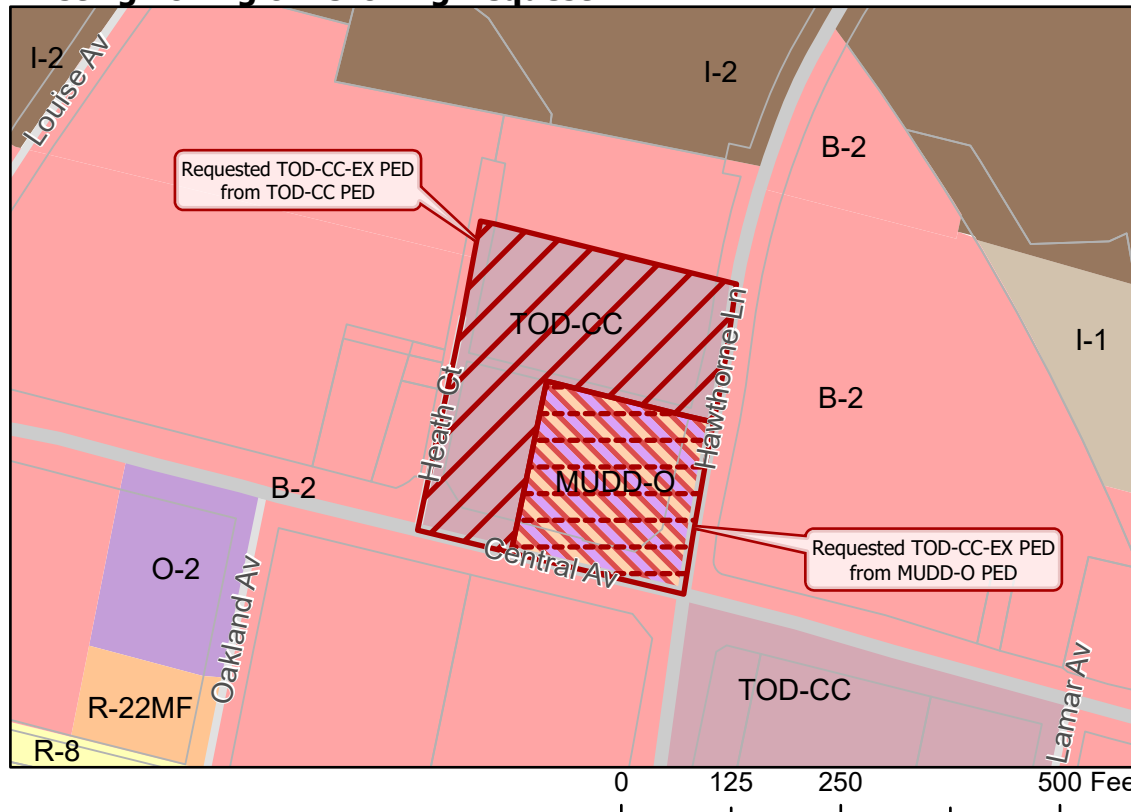 I-2
Louise Av
I-2
B-2
Requested TOD-CC-EX PED
from TOD-CC PED
TOD-CC
Hawthorne Ln
I-1
Heath Ct
B-2
MUDD-O
B-2
Central Av
Requested TOD-CC-EX PED
from MUDD-O PED
O-2
Oakland Av
R-22MF
TOD-CC
Lamar Av
R-8
0 125 250 500 Fee